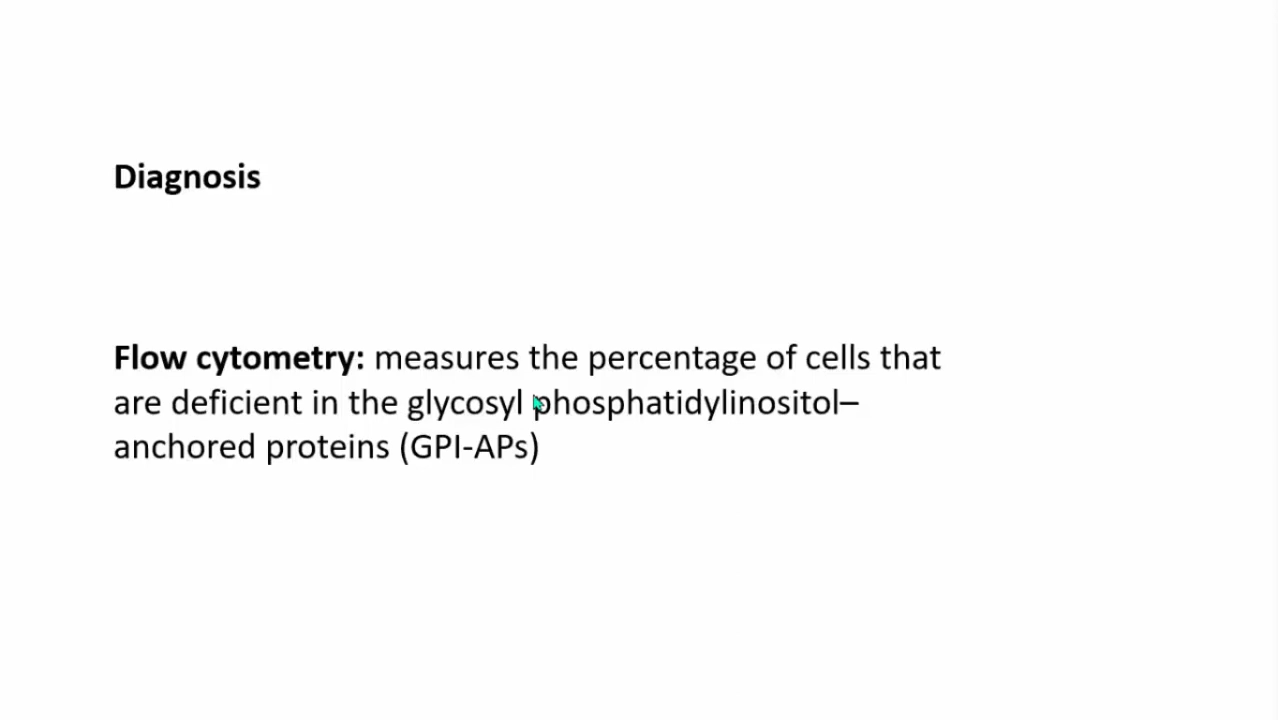 Diagnosis
Flow cytometry: measures the percentage of cells that
are deficient in the glycosyl phosphatidylinositol–
anchored proteins (GPI-APs)